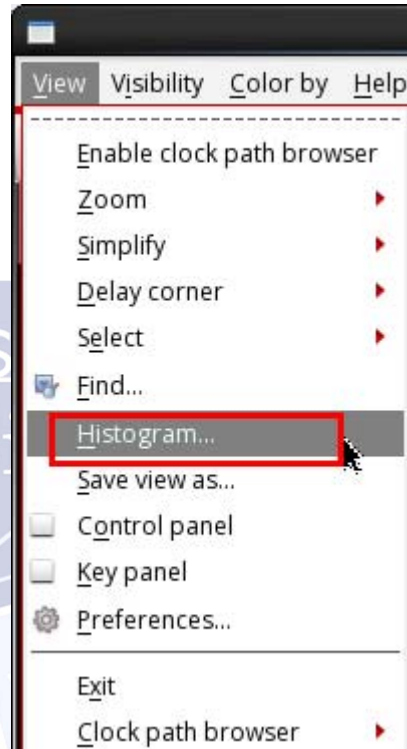 View Visibility Color by Help
Enable clock path browser
Zoom
Simplify
Delay corner
Select
Find...
Histogram...
Save view as...
Control panel
Key panel
Preferences...
Exit
Clock path browser